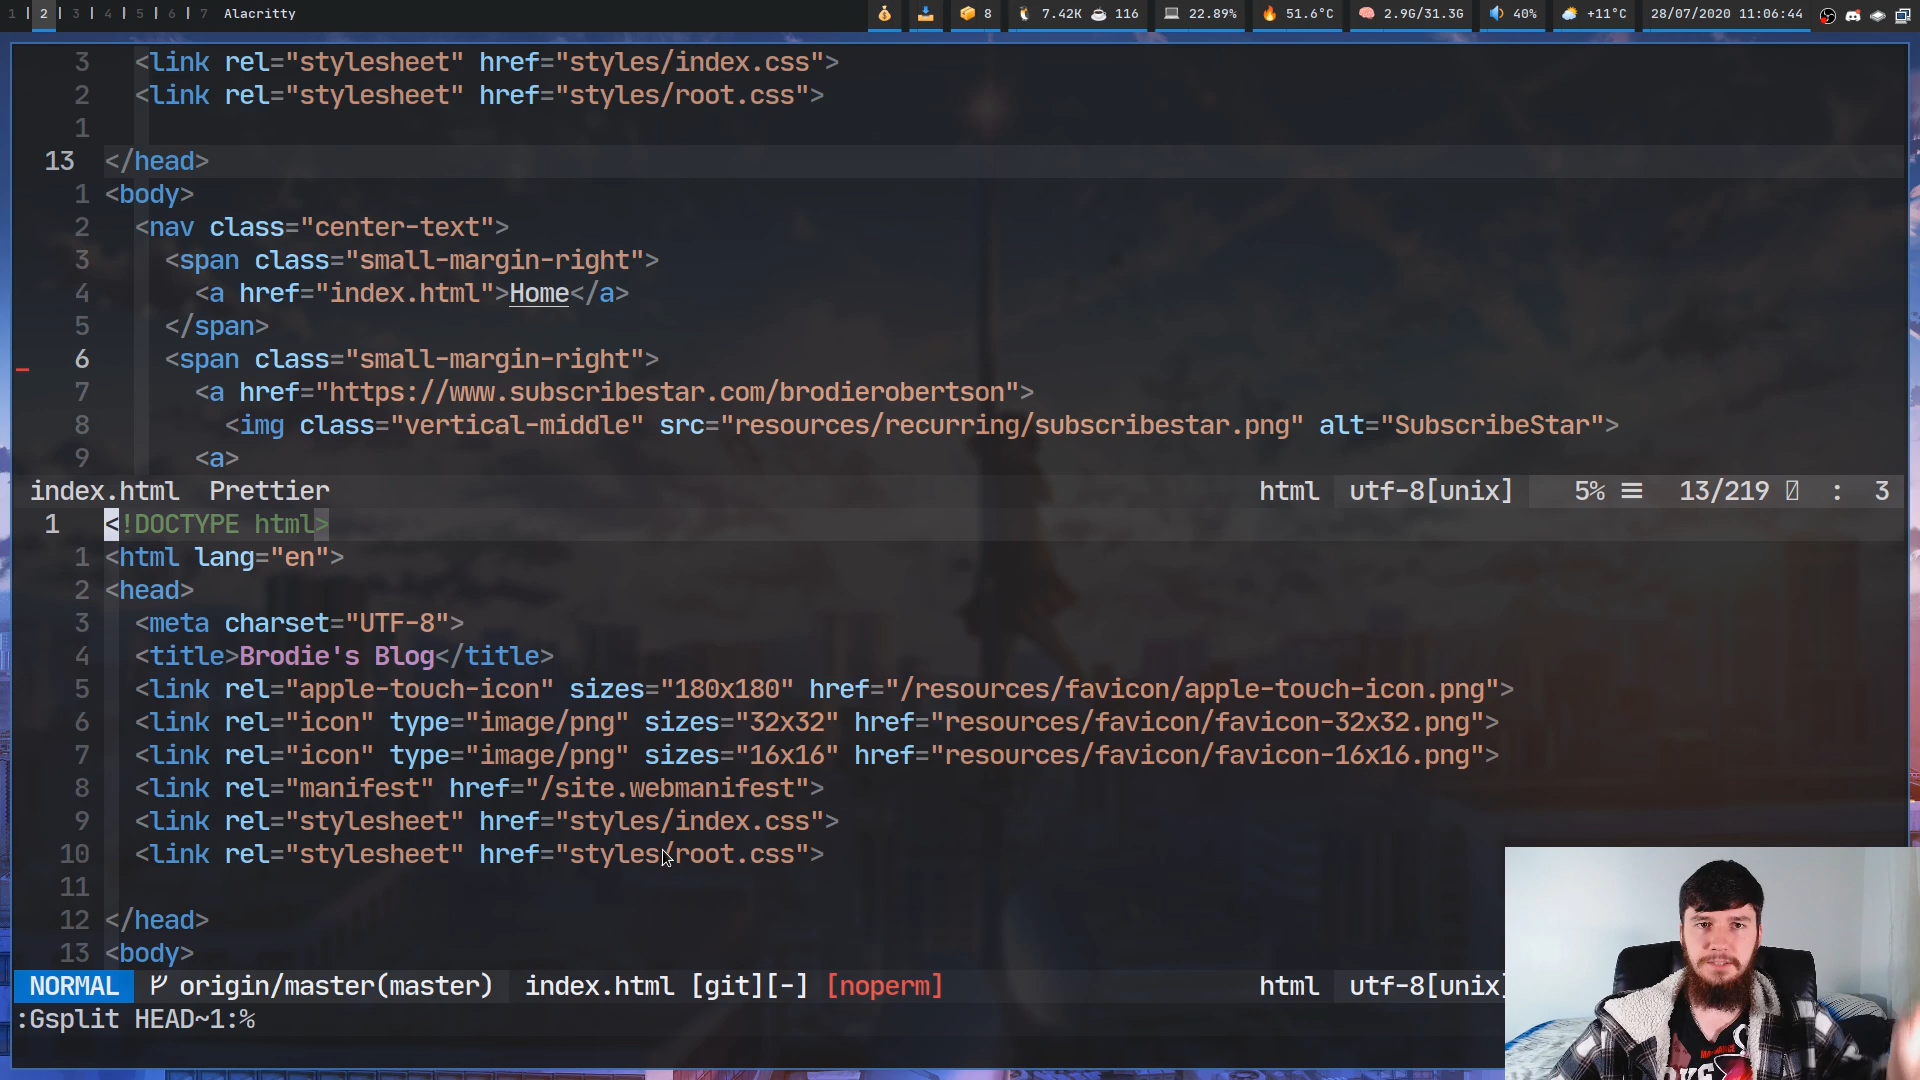 1 | 2 | 3 | 4 | 5 | 6 | 7 Alacritty 8 7.42K 116 22.89% 51.6°C 2.9G/31.3G 40% +11°C 28/07/2020 11:06:44
3 <link rel="stylesheet" href="styles/index.css">
2 <link rel="stylesheet" href="styles/root.css">
1
13 </head>
1 <body>
2 <nav class="center-text">
3 <span class="small-margin-right">
4 <a href="index.html">Home</a>
5 </span>
6 <span class="small-margin-right">
7 <a href="https://www.subscribestar.com/brodierobertson">
8 <img class="vertical-middle" src="resources/recurring/subscribestar.png" alt="SubscribeStar">
9 <a>
index.html Prettier html utf-8[unix] 5% ≡ 13/219 : 3
1 <!DOCTYPE html>
1 <html lang="en">
2 <head>
3 <meta charset="UTF-8">
4 <title>Brodie's Blog</title>
5 <link rel="apple-touch-icon" sizes="180x180" href="/resources/favicon/apple-touch-icon.png">
6 <link rel="icon" type="image/png" sizes="32x32" href="resources/favicon/favicon-32x32.png">
7 <link rel="icon" type="image/png" sizes="16x16" href="resources/favicon/favicon-16x16.png">
8 <link rel="manifest" href="/site.webmanifest">
9 <link rel="stylesheet" href="styles/index.css">
10 <link rel="stylesheet" href="styles/root.css">
11
12 </head>
13 <body>
NORMAL origin/master(master) index.html [git][-] [noperm] html utf-8[unix]
:Gsplit HEAD~1:%